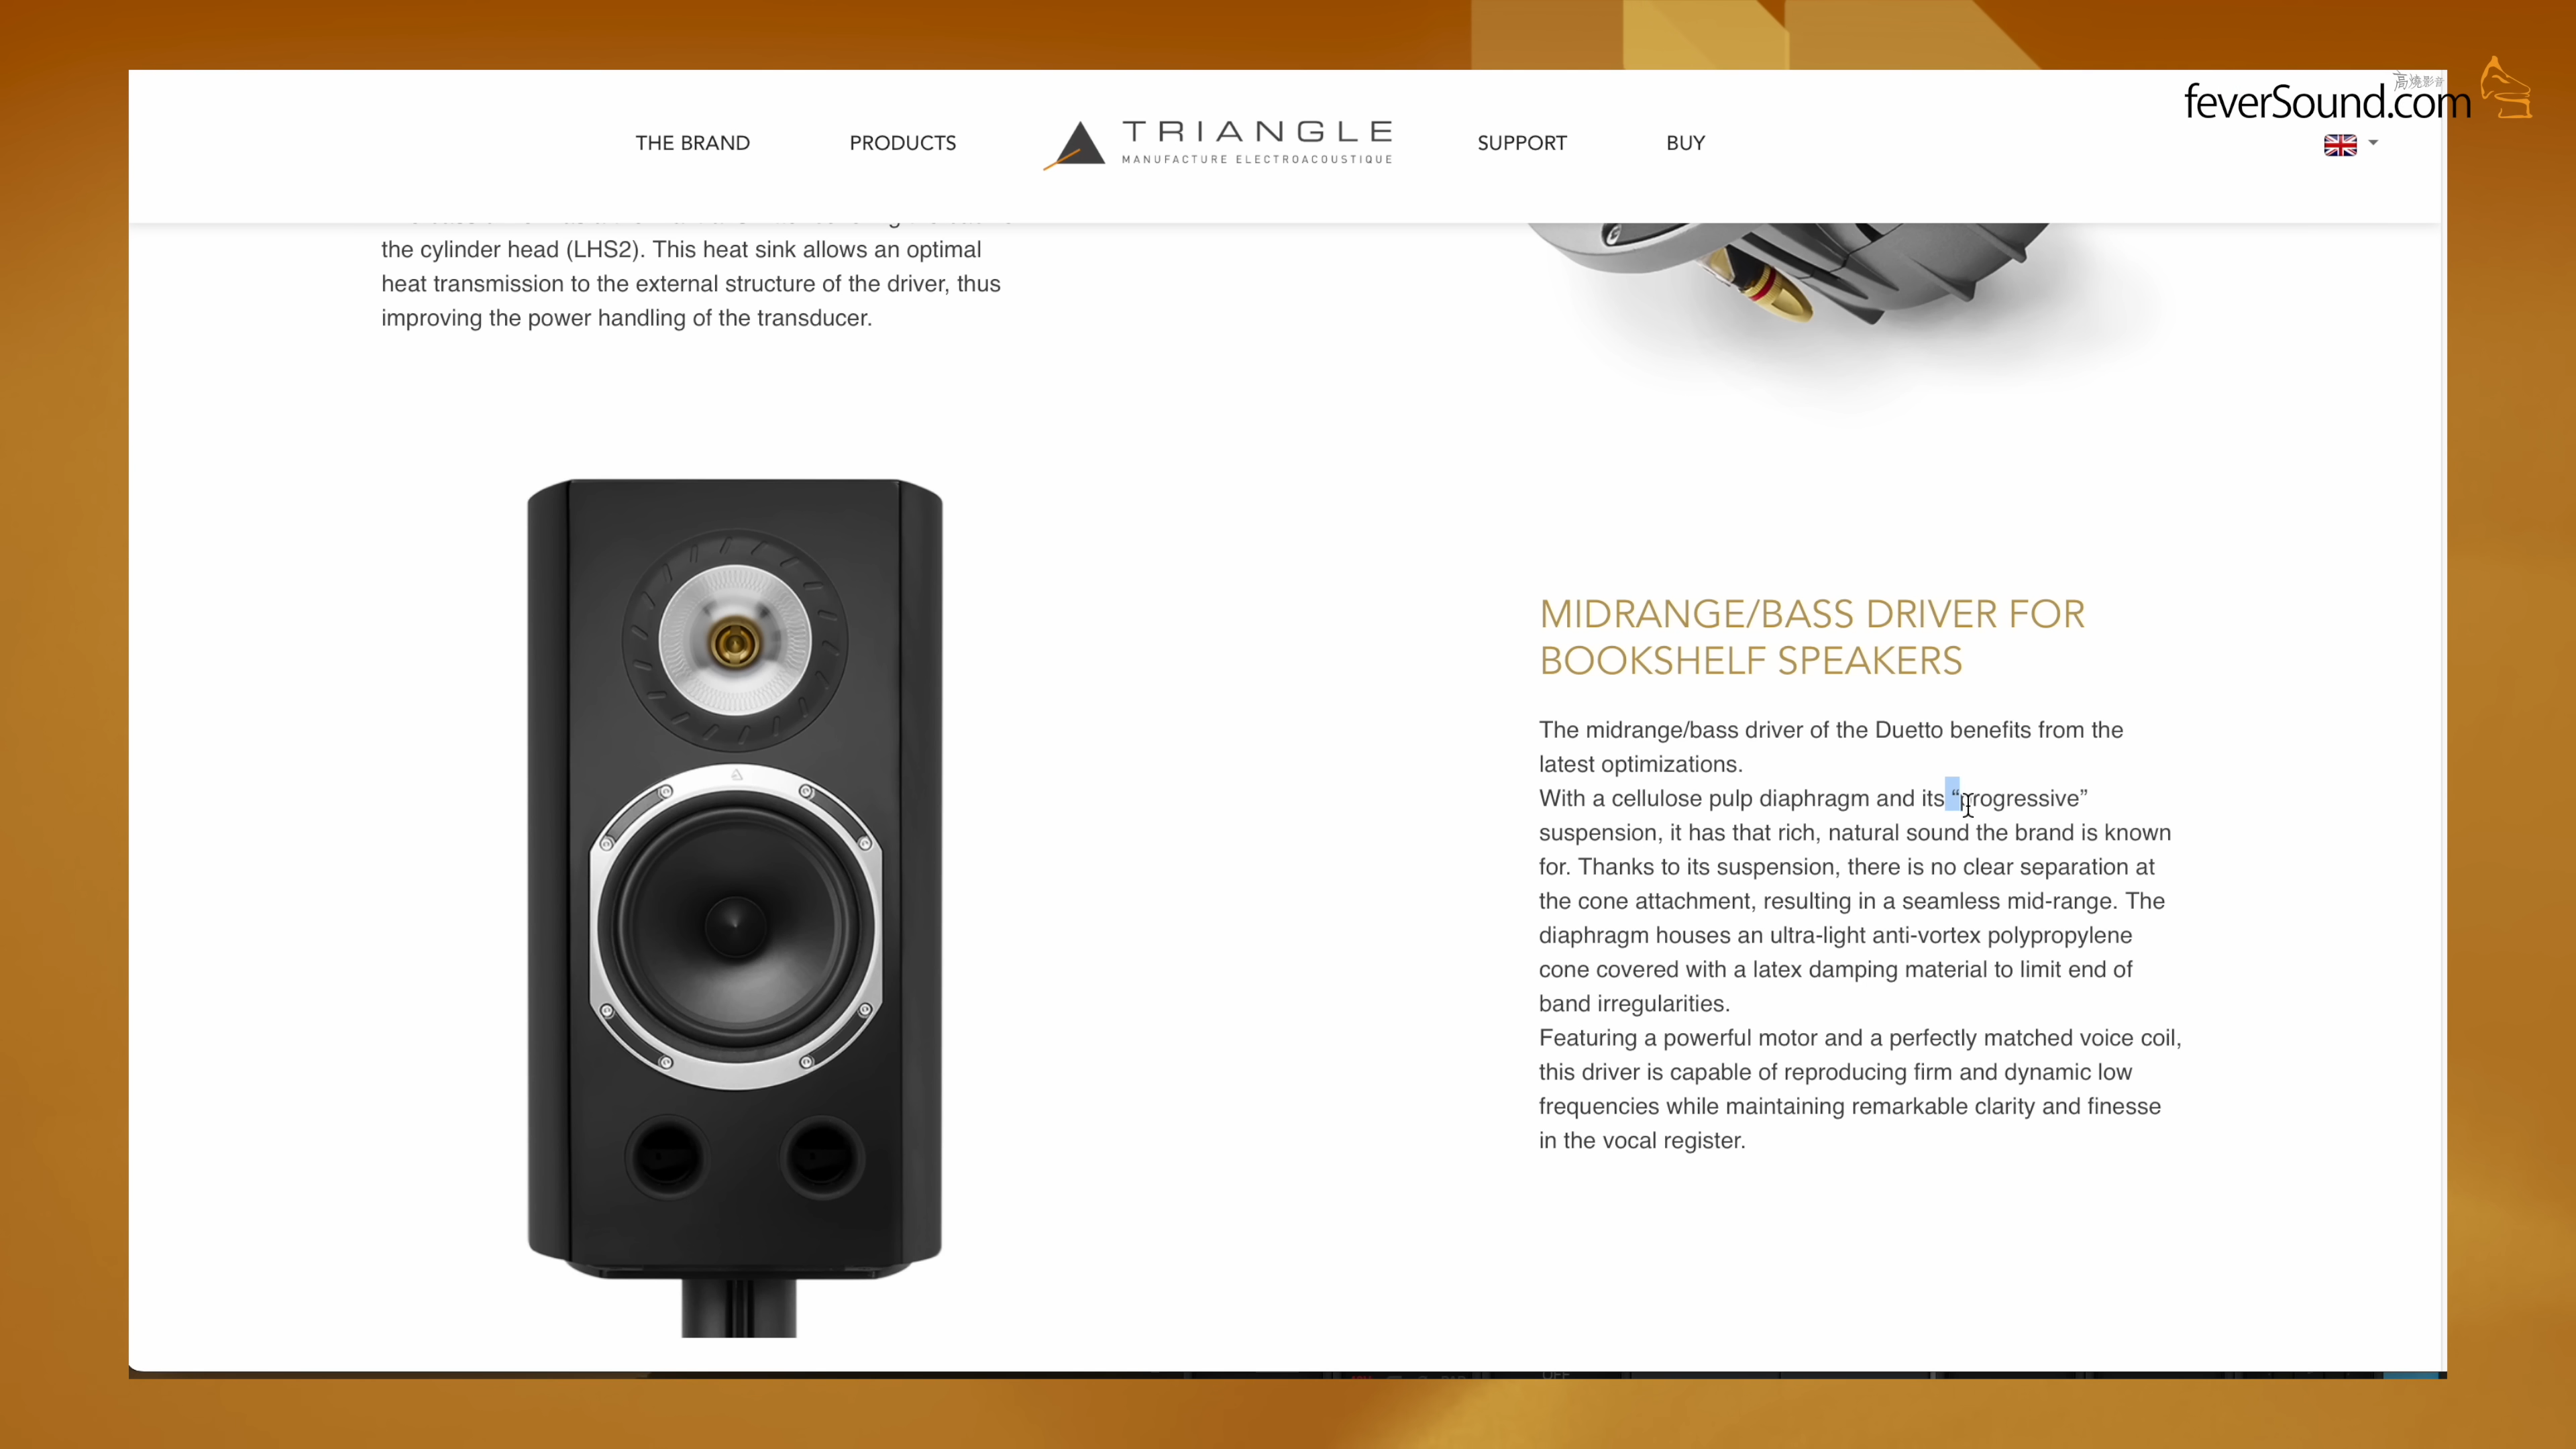 高燒影音
feverSound.com
THE BRAND
PRODUCTS
TRIANGLE
MANUFACTURE ELECTROACOUSTIQUE
SUPPORT
BUY
the cylinder head (LHS2). This heat sink allows an optimal
heat transmission to the external structure of the driver, thus
improving the power handling of the transducer.
MIDRANGE/BASS DRIVER FOR
BOOKSHELF SPEAKERS
The midrange/bass driver of the Duetto benefits from the
latest optimizations.
With a cellulose pulp diaphragm and its “progressive”
suspension, it has that rich, natural sound the brand is known
for. Thanks to its suspension, there is no clear separation at
the cone attachment, resulting in a seamless mid-range. The
diaphragm houses an ultra-light anti-vortex polypropylene
cone covered with a latex damping material to limit end of
band irregularities.
Featuring a powerful motor and a perfectly matched voice coil,
this driver is capable of reproducing firm and dynamic low
frequencies while maintaining remarkable clarity and finesse
in the vocal register.
OFF